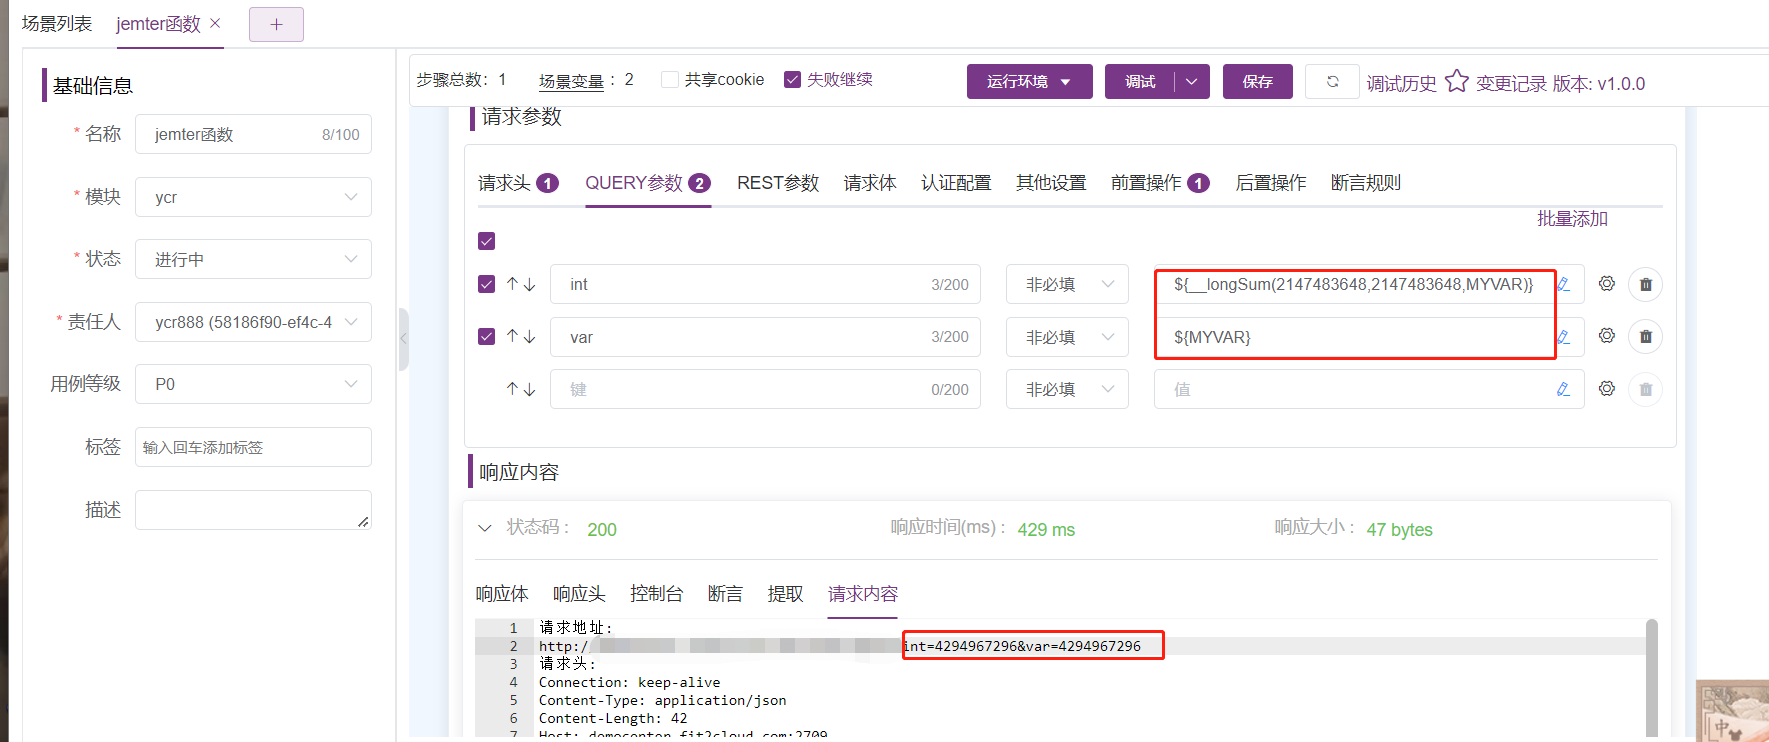 场景列表 jemter函数 × +
基础信息
* 名称 jemter函数 8/100
* 模块 ycr
* 状态 进行中
* 责任人 ycr888 (58186f90-ef4c-4
用例等级 P0
标签 输入回车添加标签
描述
步骤总数：1 场景变量 ：2 共享cookie 失败继续 运行环境 调试 保存 调试历史 变更记录 版本: v1.0.0
请求参数
请求头 1 QUERY参数 2 REST参数 请求体 认证配置 其他设置 前置操作 1 后置操作 断言规则
批量添加
int 3/200 非必填 ${__longSum(2147483648,2147483648,MYVAR)}
var 3/200 非必填 ${MYVAR}
键 0/200 非必填 值
响应内容
状态码 : 200 响应时间(ms) : 429 ms 响应大小 : 47 bytes
响应体 响应头 控制台 断言 提取 请求内容
1 请求地址:
2 http:/ int=4294967296&var=4294967296
3 请求头:
4 Connection: keep-alive
5 Content-Type: application/json
6 Content-Length: 42
7 Host: democenter.fit2cloud.com:2709
中